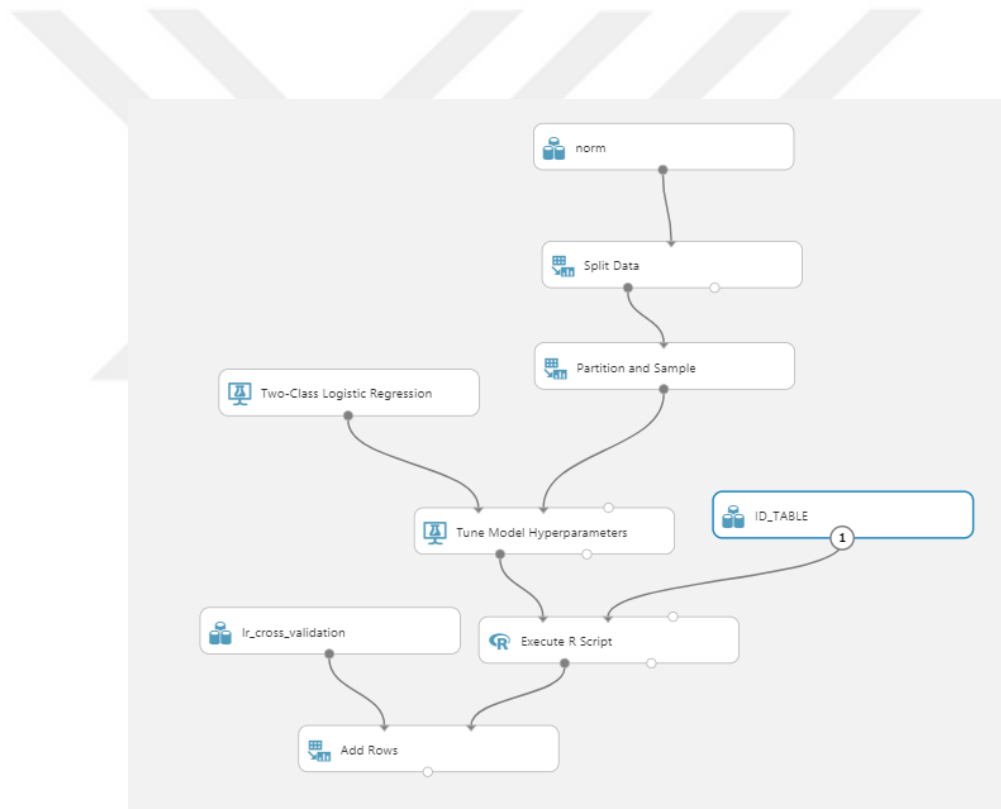 norm
Split Data
Partition and Sample
Two-Class Logistic Regression
ID_TABLE
1
Tune Model Hyperparameters
lr_cross_validation
Execute R Script
Add Rows